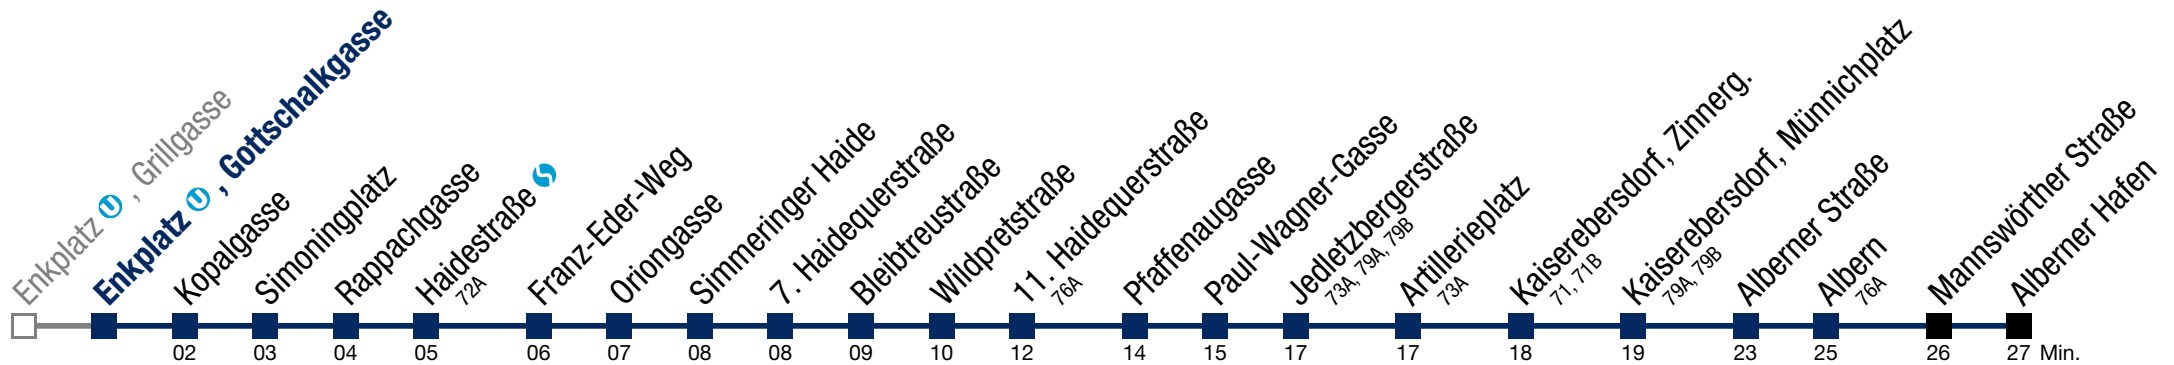 Enkplatz U, Grillgasse
Enkplatz U, Gottschalkgasse
Kopalgasse
Simoningplatz
Rappachgasse
Haidestraße S
72A
Franz-Eder-Weg
Oriongasse
Simmeringer Haide
7. Haidequerstraße
Bleibtreustraße
Wildpretstraße
11. Haidequerstraße
76A
Pfaffenaugasse
Paul-Wagner-Gasse
Jedletzbergerstraße
73A, 79A, 79B
Artillerieplatz
73A
Kaiserebersdorf, Zinnerg.
71, 71B
Kaiserebersdorf, Münnichplatz
79A, 79B
Alberner Straße
Albern
76A
Mannswörther Straße
Alberner Hafen
02 03 04 05 06 07 08 08 09 10 12 14 15 17 17 18 19 23 25 26 27 Min.